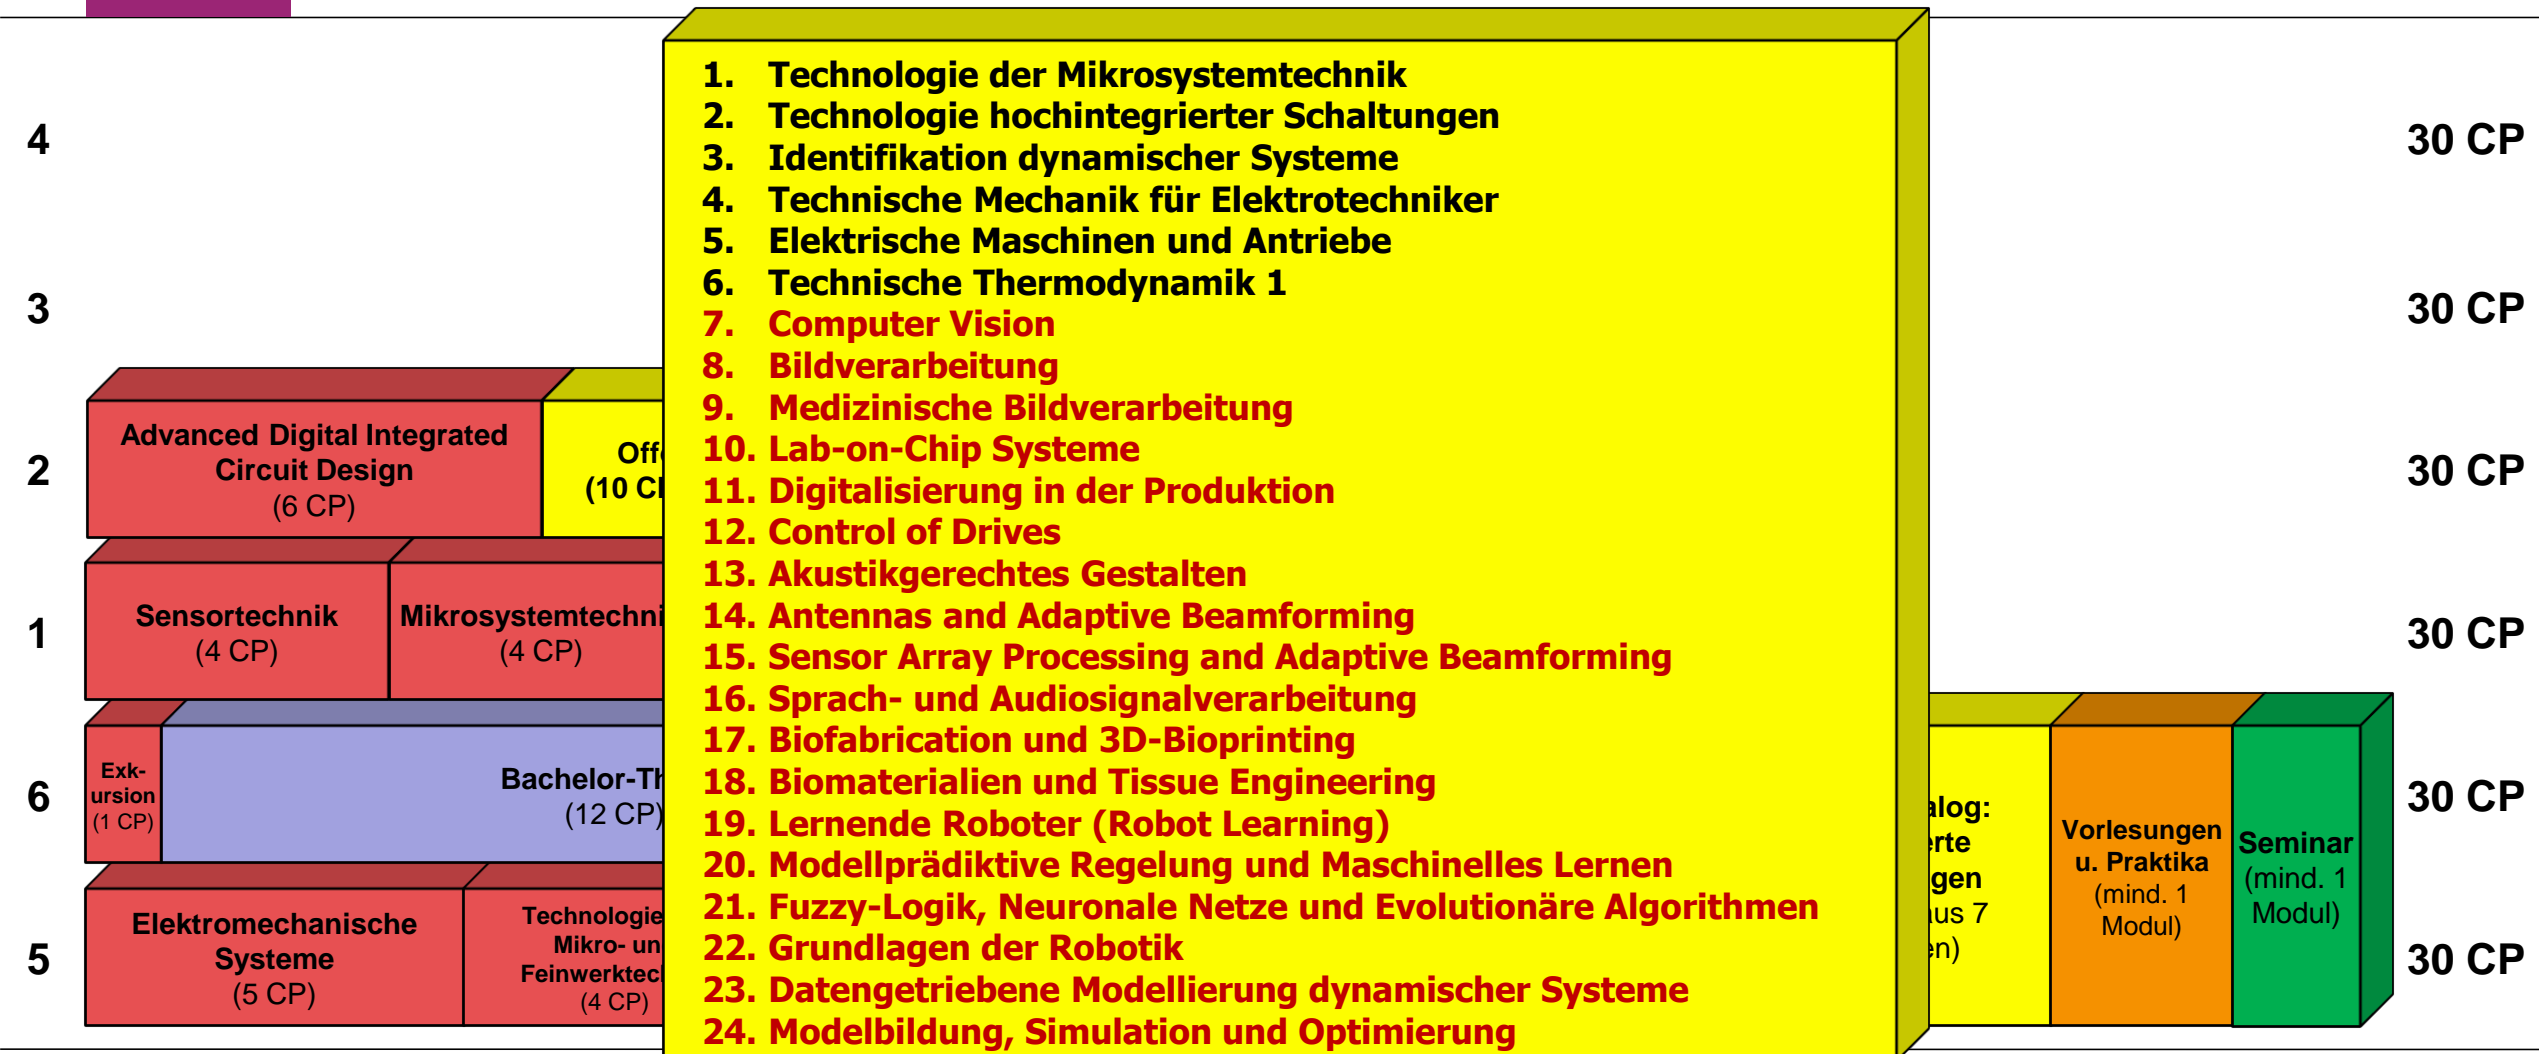 4
3
2
1
6
5
Advanced Digital Integrated
Circuit Design
(6 CP)
(10
Sensortechnik
(4 CP)
(4 CP)
Exk-
ursion
(1 CP)
(12 CP)
Elektromechanische
Systeme
(5 CP)
Technologie
Mikro-
(4 CP)
1. Technologie der Mikrosystemtechnik
2. Technologie hochintegrierter Schaltungen
3. Identifikation dynamischer Systeme
4. Technische Mechanik für Elektrotechniker
5. Elektrische Maschinen und Antriebe
6. Technische Thermodynamik 1
7. Computer Vision
8. Bildverarbeitung
9. Medizinische Bildverarbeitung
10. Lab-on-Chip Systeme
11. Digitalisierung in der Produktion
12. Control of Drives
13. Akustikgerechtes Gestalten
14. Antennas and Adaptive Beamforming
15. Sensor Array Processing and Adaptive Beamforming
16. Sprach- und Audiosignalverarbeitung
17. Biofabrication und 3D-Bioprinting
18. Biomaterialien und Tissue Engineering
19. Lernende Roboter (Robot Learning)
20. Modellprädiktive Regelung und Maschinelles Lernen
21. Fuzzy-Logik, Neuronale Netze und Evolutionäre Algorithmen
22. Grundlagen der Robotik
23. Datengetriebene Modellierung dynamischer Systeme
24. Modelbildung, Simulation und Optimierung
aus 7
Vorlesungen
u. Praktika
(mind. 1
Modul)
Seminar
(mind. 1
Modul)
30 CP
30 CP
30 CP
30 CP
30 CP
30 CP